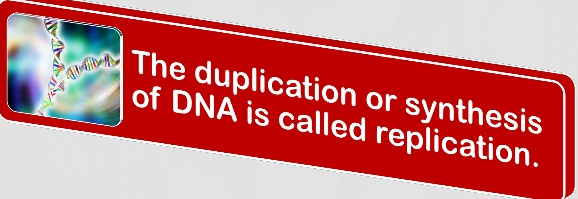 The duplication or synthesis
of DNA is called replication.